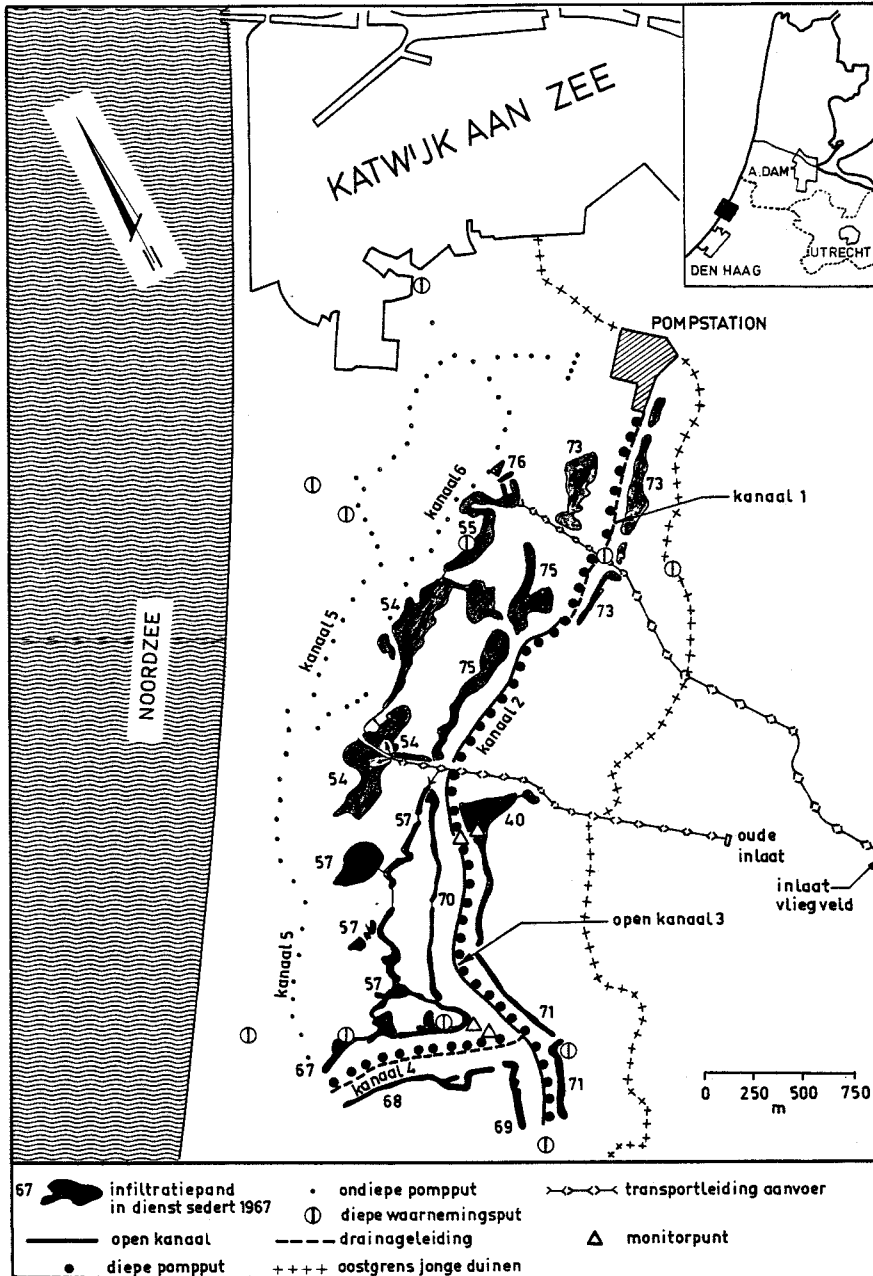 KATWIJK AAN ZEE
A.DAM
UTRECHT
DEN HAAG
POMPSTATION
73
73
76
kanaal 6
kanaal 1
55
75
54
73
kanaal 5
75
NOORDZEE
kanaal 2
54
54
57
40
oude
inlaat
57
inlaat
vliegveld
70
57
open kanaal 3
kanaal 5
57
71
67
kanaal 4
71
68
69
0 250 500 750
m
67 infiltratiepand
in dienst sedert 1967
open kanaal
diepe pompput
ondiepe pompput
diepe waarnemingsput
drainageleiding
oostgrens jonge duinen
transportleiding aanvoer
monitorpunt